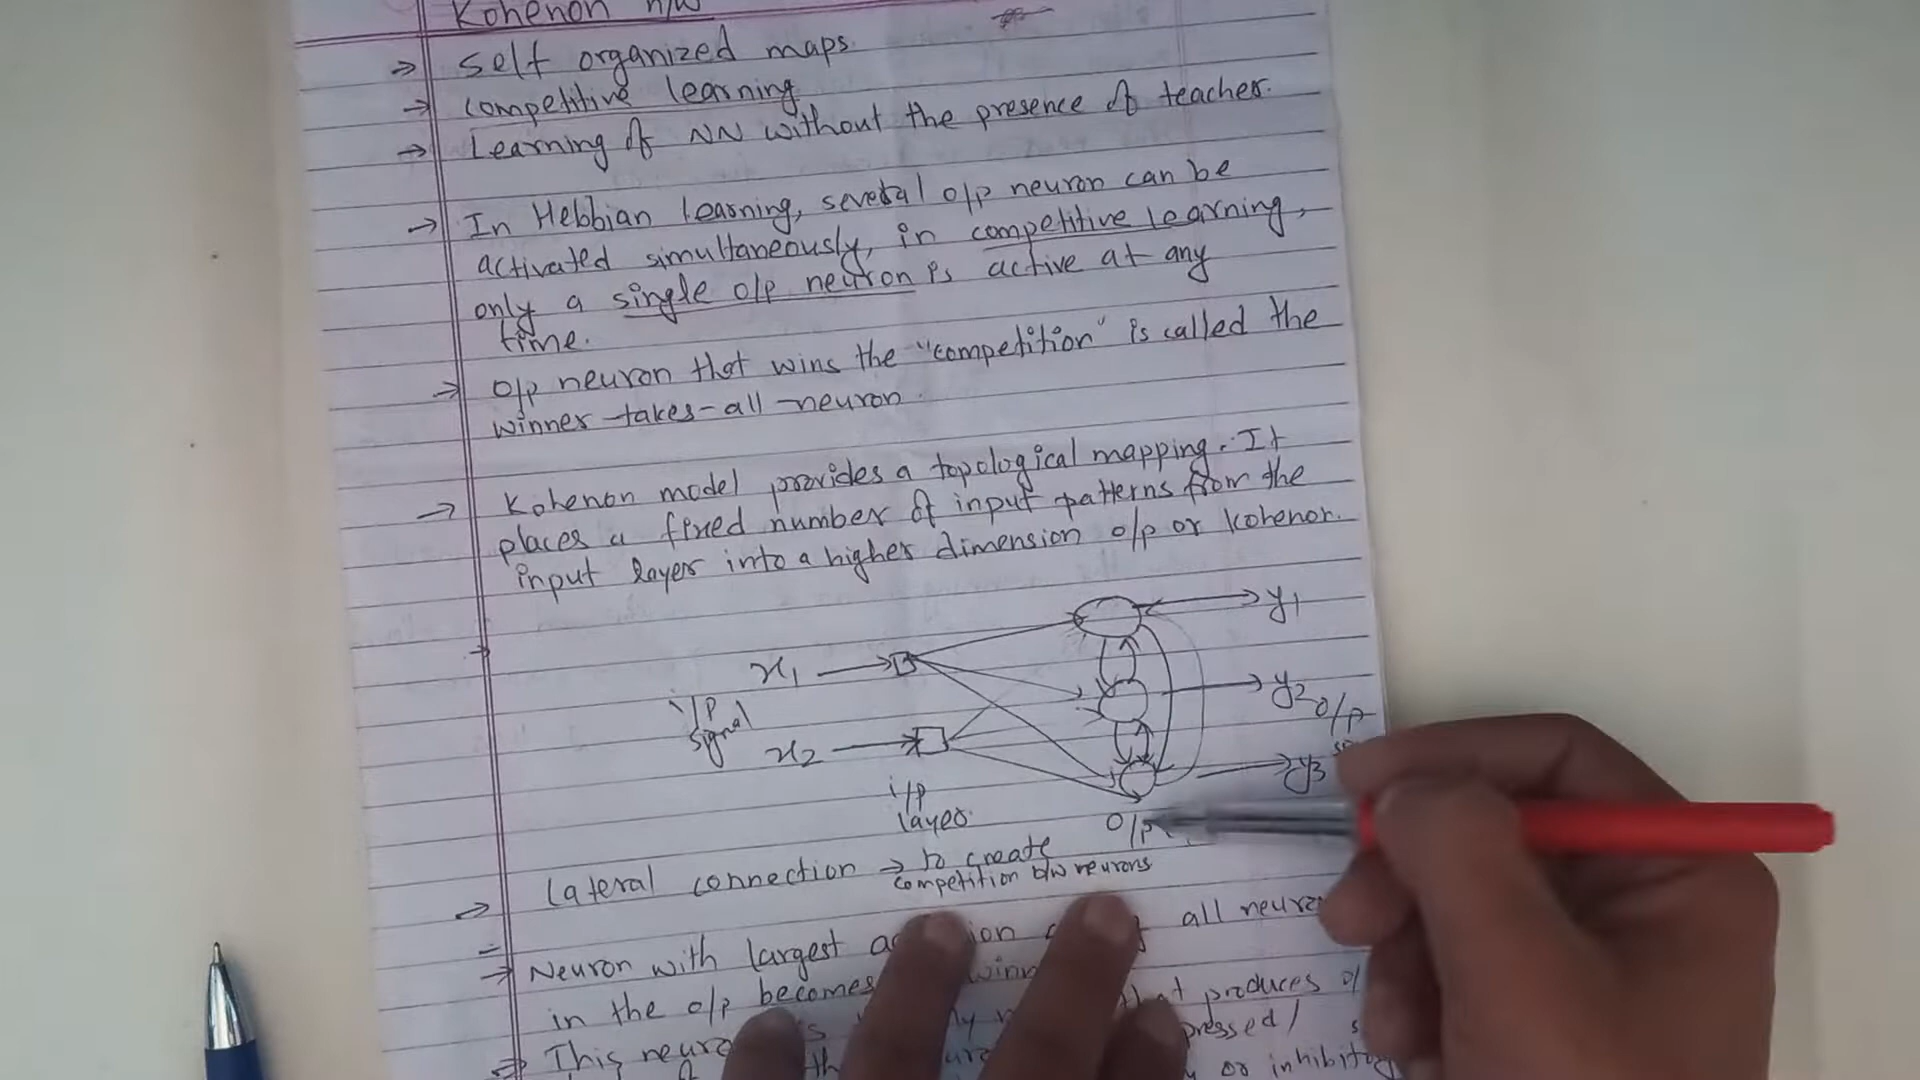 Kohenon n/w
→ Self organized maps.
→ competitive learning
→ Learning of NN without the presence of teacher.
→ In Hebbian learning, several o/p neuron can be
activated simultaneously, in competitive learning,
only a single o/p neuron is active at any
time.
→ O/p neuron that wins the "competition" is called the
winner-takes-all-neuron.
→ Kohenon model provides a topological mapping. It
places a fixed number of input patterns from the
input layer into a higher dimension o/p or kohenon.
x1
y1
i/p
signal
x2
y2
o/p
y3
i/p
layer
O/p
→ Lateral connection → to create
competition b/w neurons
→ Neuron with largest all
in the o/p becomes
→ This that produces
or